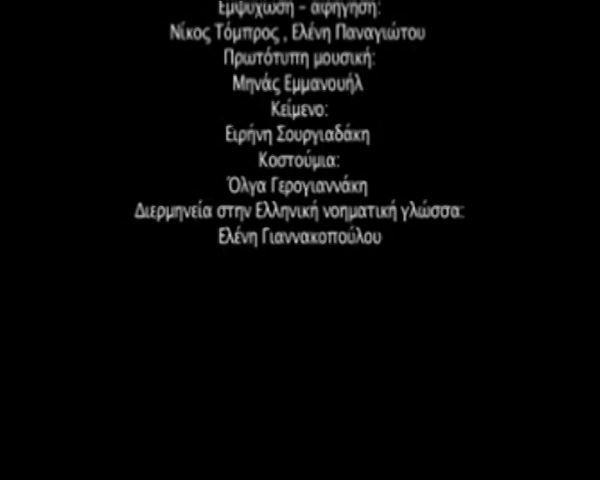 Εμψύχωση - αφήγηση:
Νίκος Τόμπρος , Ελένη Παναγιώτου
Πρωτότυπη μουσική:
Μηνάς Εμμανουήλ
Κείμενο:
Ειρήνη Σουργιαδάκη
Κοστούμια:
Όλγα Γερογιαννάκη
Διερμηνεία στην Ελληνική νοηματική γλώσσα:
Ελένη Γιαννακοπούλου